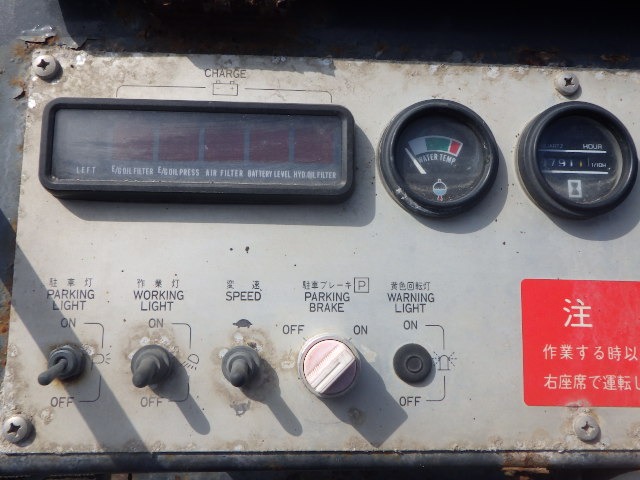 CHARGE
LEFT E/G OIL FILTER E/G OIL PRESS AIR FILTER BATTERY LEVEL HYD.OIL FILTER
WATER TEMP
QUARTZ HOUR
1/10H
駐車灯
PARKING
LIGHT
ON
OFF
作業灯
WORKING
LIGHT
ON
OFF
変速
SPEED
駐車ブレーキ P
PARKING
BRAKE
OFF ON
黄色回転灯
WARNING
LIGHT
ON
OFF
注
作業する時以
右座席で運転し